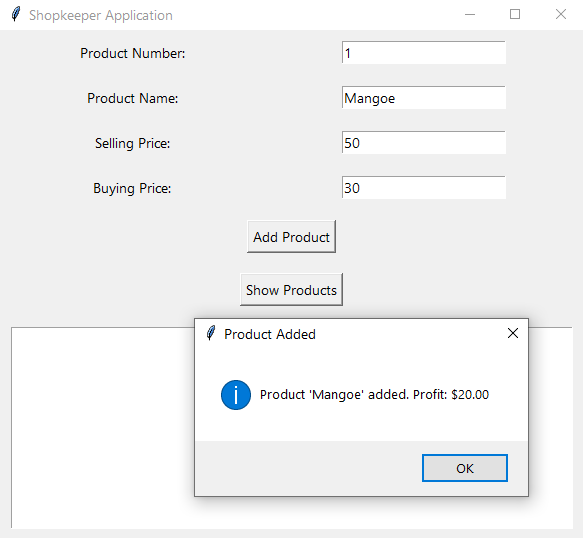 Shopkeeper Application
Product Number: 1
Product Name: Mangoe
Selling Price: 50
Buying Price: 30
Add Product
Show Products
Product Added
Product 'Mangoe' added. Profit: $20.00
OK